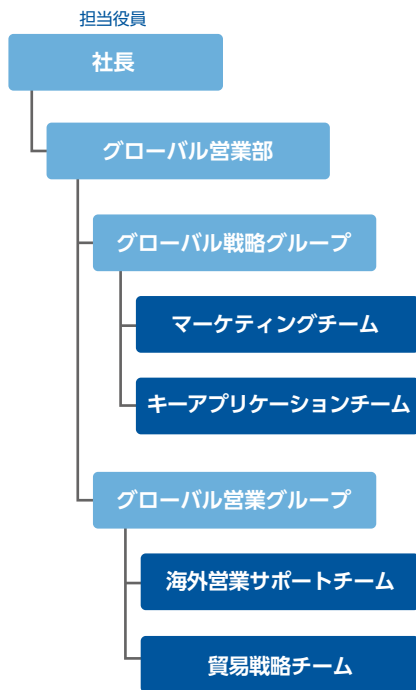 担当役員
社長
グローバル営業部
グローバル戦略グループ
マーケティングチーム
キーアプリケーションチーム
グローバル営業グループ
海外営業サポートチーム
貿易戦略チーム